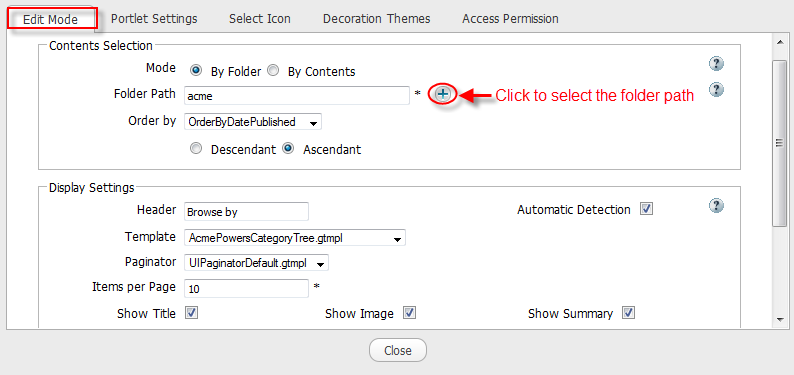 Edit Mode Portlet Settings Select Icon Decoration Themes Access Permission
Contents Selection
Mode By Folder By Contents ?
Folder Path acme * + Click to select the folder path ?
Order by OrderByDatePublished
Descendant Ascendant
Display Settings
Header Browse by Automatic Detection ?
Template AcmePowersCategoryTree.gtmpl
Paginator UIPaginatorDefault.gtmpl
Items per Page 10 *
Show Title Show Image Show Summary
Close